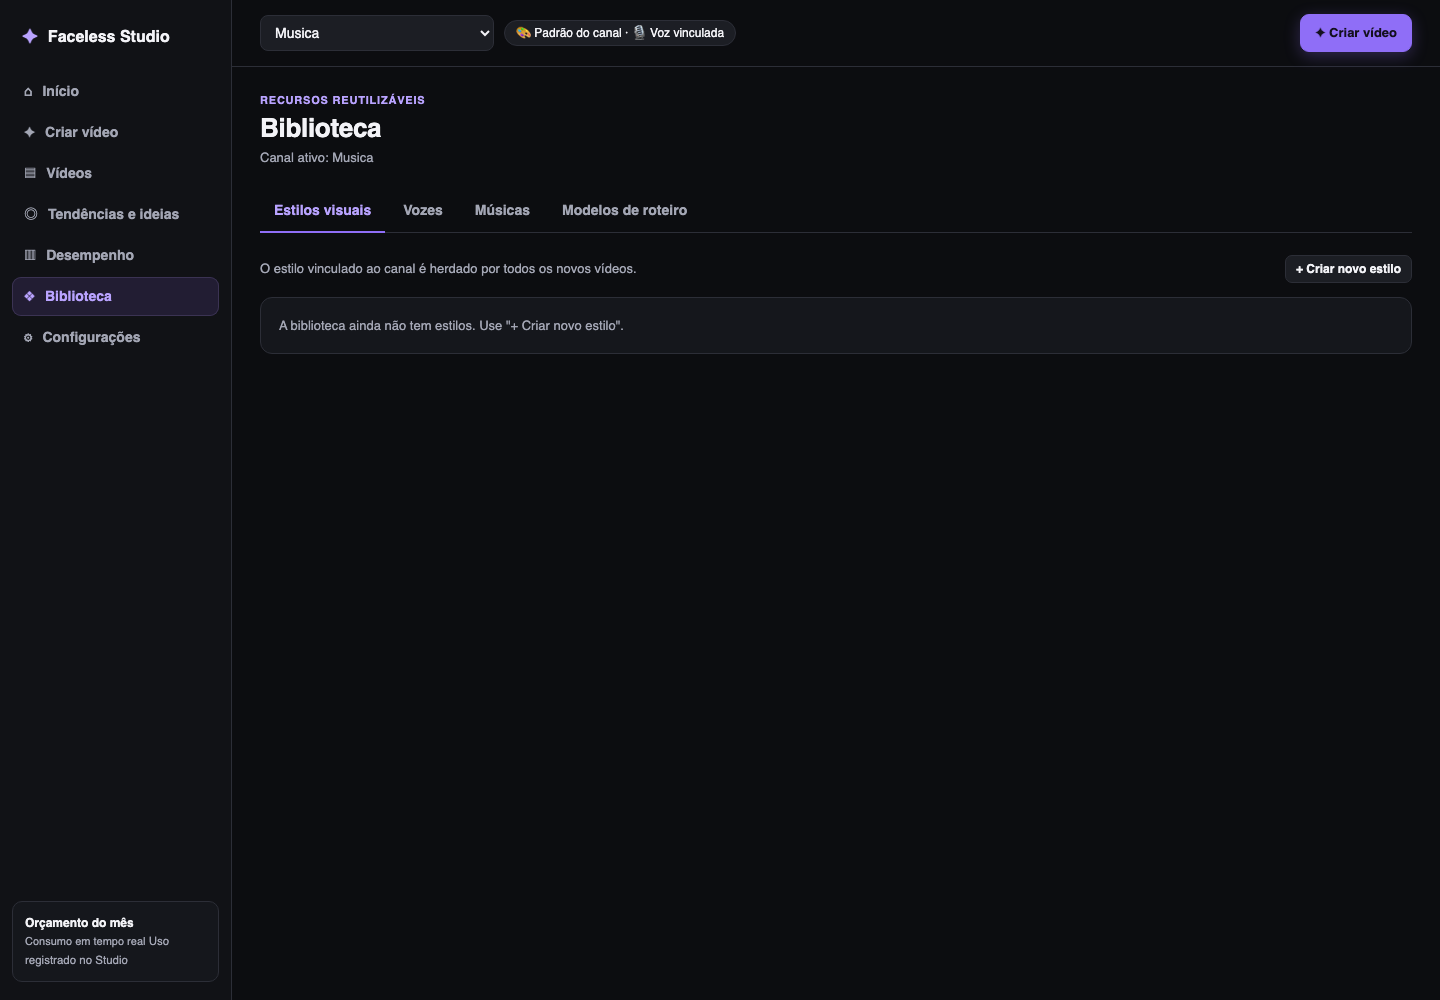 Faceless Studio
Início
Criar vídeo
Vídeos
Tendências e ideias
Desempenho
Biblioteca
Configurações
Orçamento do mês
Consumo em tempo real Uso
registrado no Studio
Musica
🎨 Padrão do canal · 🎙️ Voz vinculada
✦ Criar vídeo
RECURSOS REUTILIZÁVEIS
Biblioteca
Canal ativo: Musica
Estilos visuais Vozes Músicas Modelos de roteiro
O estilo vinculado ao canal é herdado por todos os novos vídeos.
+ Criar novo estilo
A biblioteca ainda não tem estilos. Use "+ Criar novo estilo".